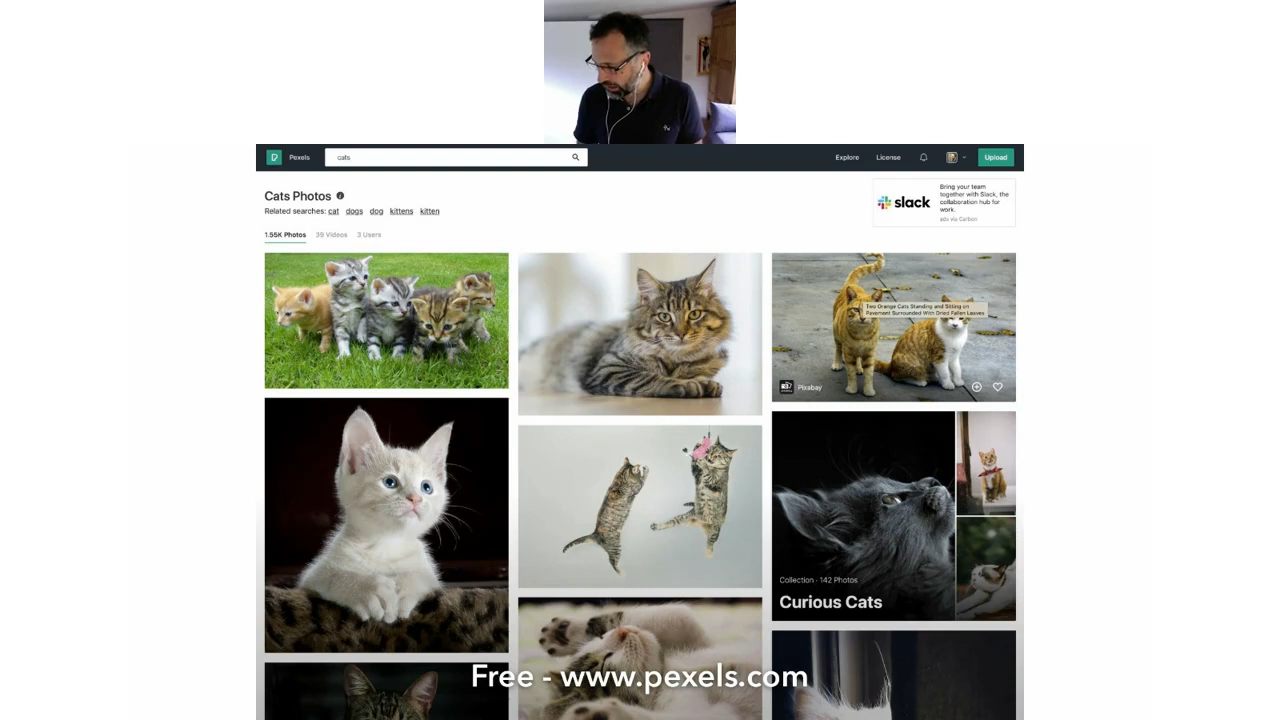 Pexels
cats
Explore
License
Upload
Cats Photos
Related searches: cat dogs dog kittens kitten
slack
Bring your team
together with Slack, the
collaboration hub for
work.
ads via Carbon
1.55K Photos 39 Videos 3 Users
Two Orange Cats Standing and Sitting on
Pavement Surrounded With Dried Fallen Leaves
Pixabay
Collection · 142 Photos
Curious Cats
Free - www.pexels.com